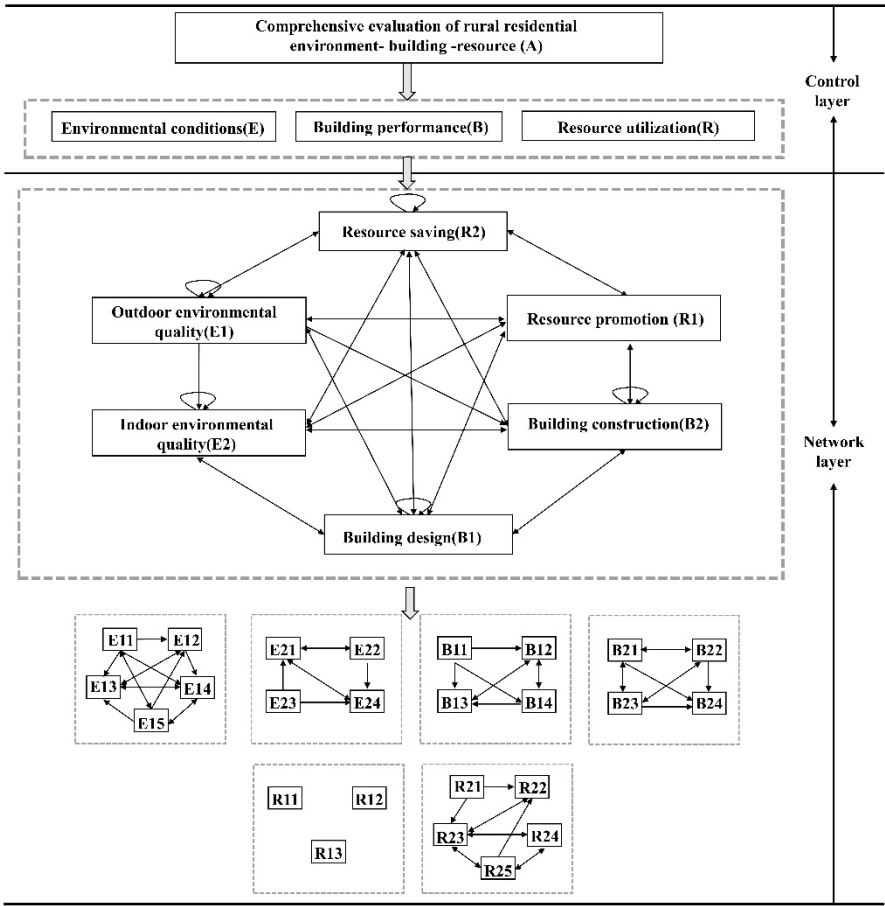 Comprehensive evaluation of rural residential
environment- building -resource (A)
Control
layer
Environmental conditions(E)
Building performance(B)
Resource utilization(R)
Resource saving(R2)
Outdoor environmental
quality(E1)
Resource promotion (R1)
Indoor environmental
quality(E2)
Building construction(B2)
Network
layer
Building design(B1)
E11
E12
E13
E14
E15
E21
E22
E23
E24
B11
B12
B13
B14
B21
B22
B23
B24
R11
R12
R13
R21
R22
R23
R24
R25